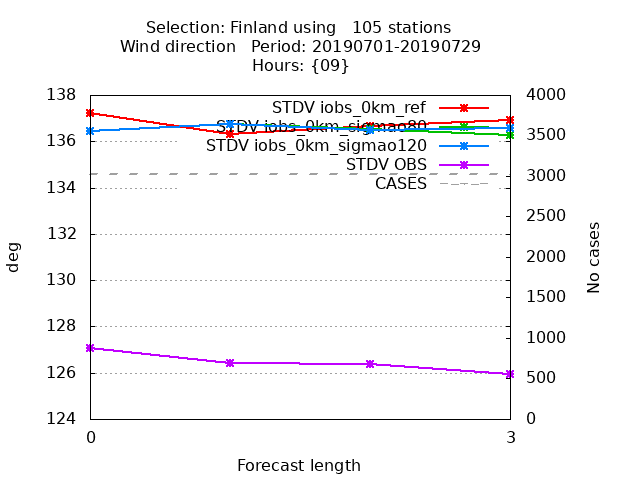 Selection: Finland using 105 stations
Wind direction Period: 20190701-20190729
Hours: {09}
138
136
134
132
130
128
126
124
4000
3500
3000
2500
2000
1500
1000
500
0
STDV iobs_0km_ref
STDV iobs_0km_sigmao80
STDV iobs_0km_sigmao120
STDV OBS
CASES
deg
No cases
0
3
Forecast length